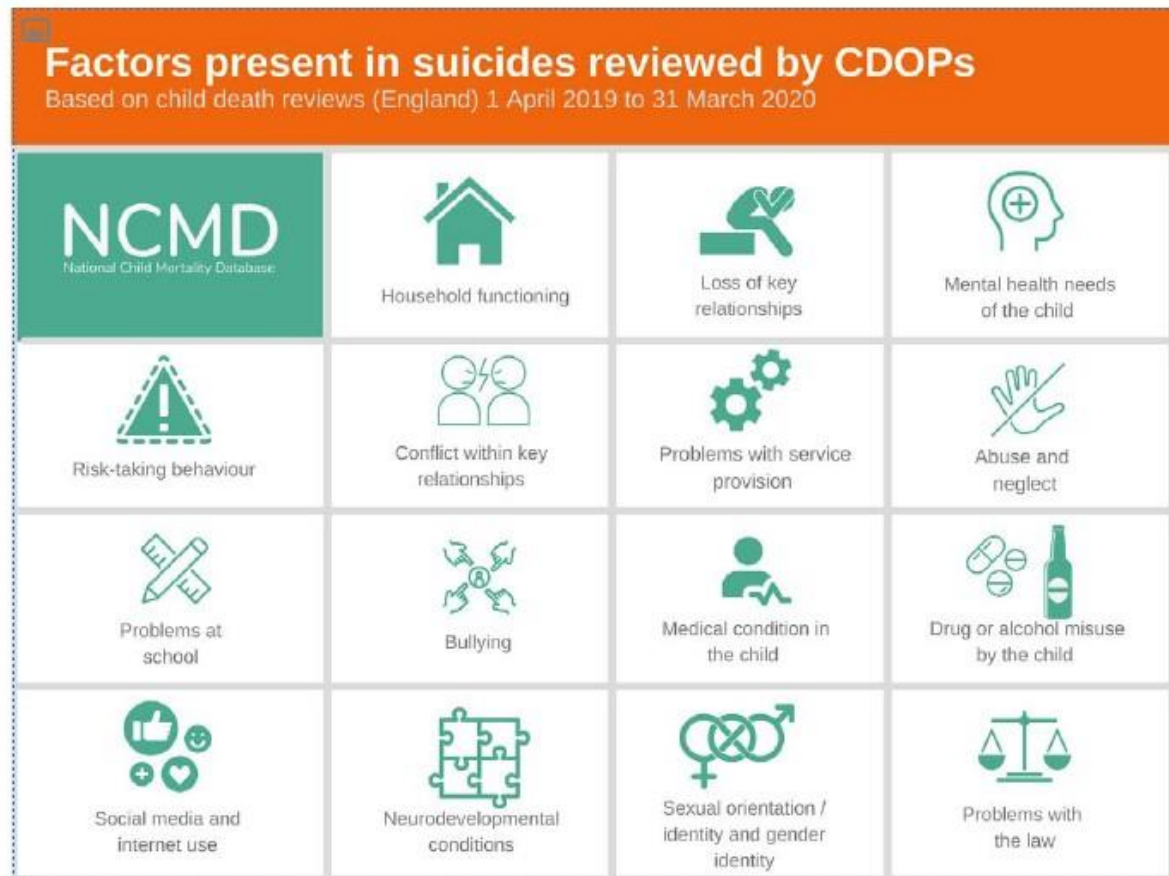 Factors present in suicides reviewed by CDOPs
Based on child death reviews (England) 1 April 2019 to 31 March 2020
NCMD
National Child Mortality Database
Household functioning
Loss of key
relationships
Mental health needs
of the child
Risk-taking behaviour
Conflict within key
relationships
Problems with service
provision
Abuse and
neglect
Problems at
school
Bullying
Medical condition in
the child
Drug or alcohol misuse
by the child
Social media and
internet use
Neurodevelopmental
conditions
Sexual orientation /
identity and gender
identity
Problems with
the law